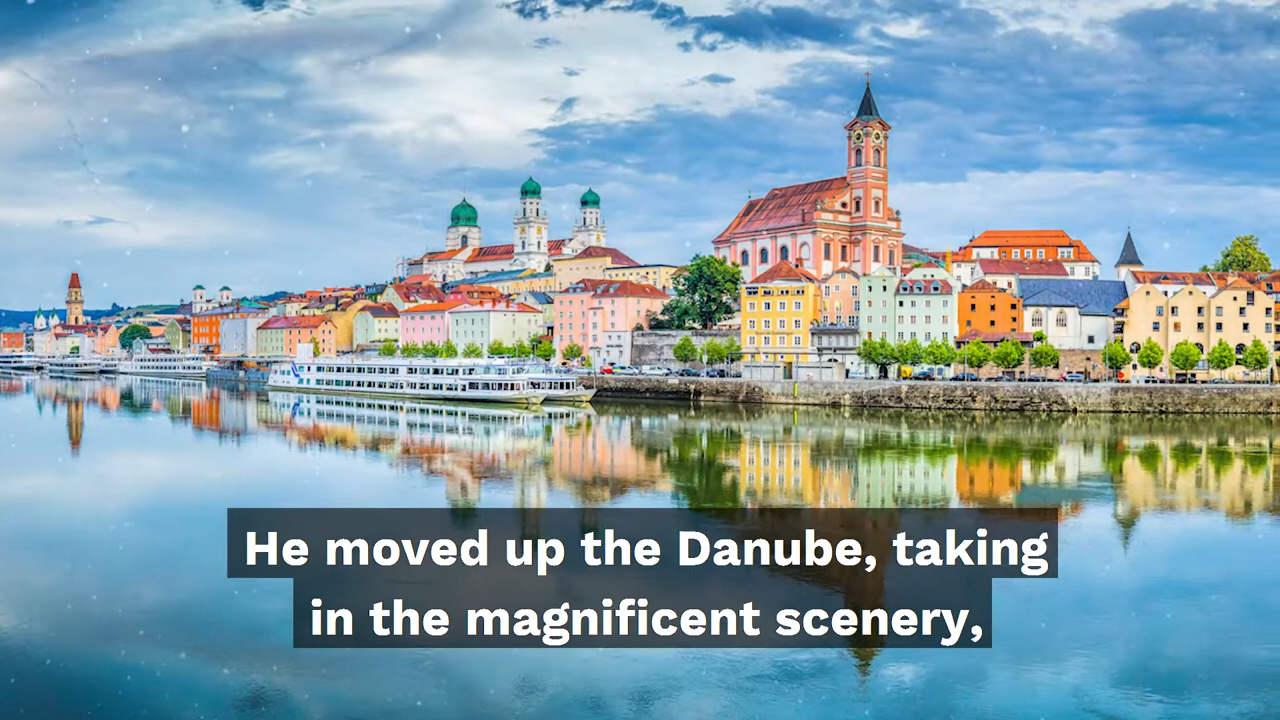 He moved up the Danube, taking
in the magnificent scenery,